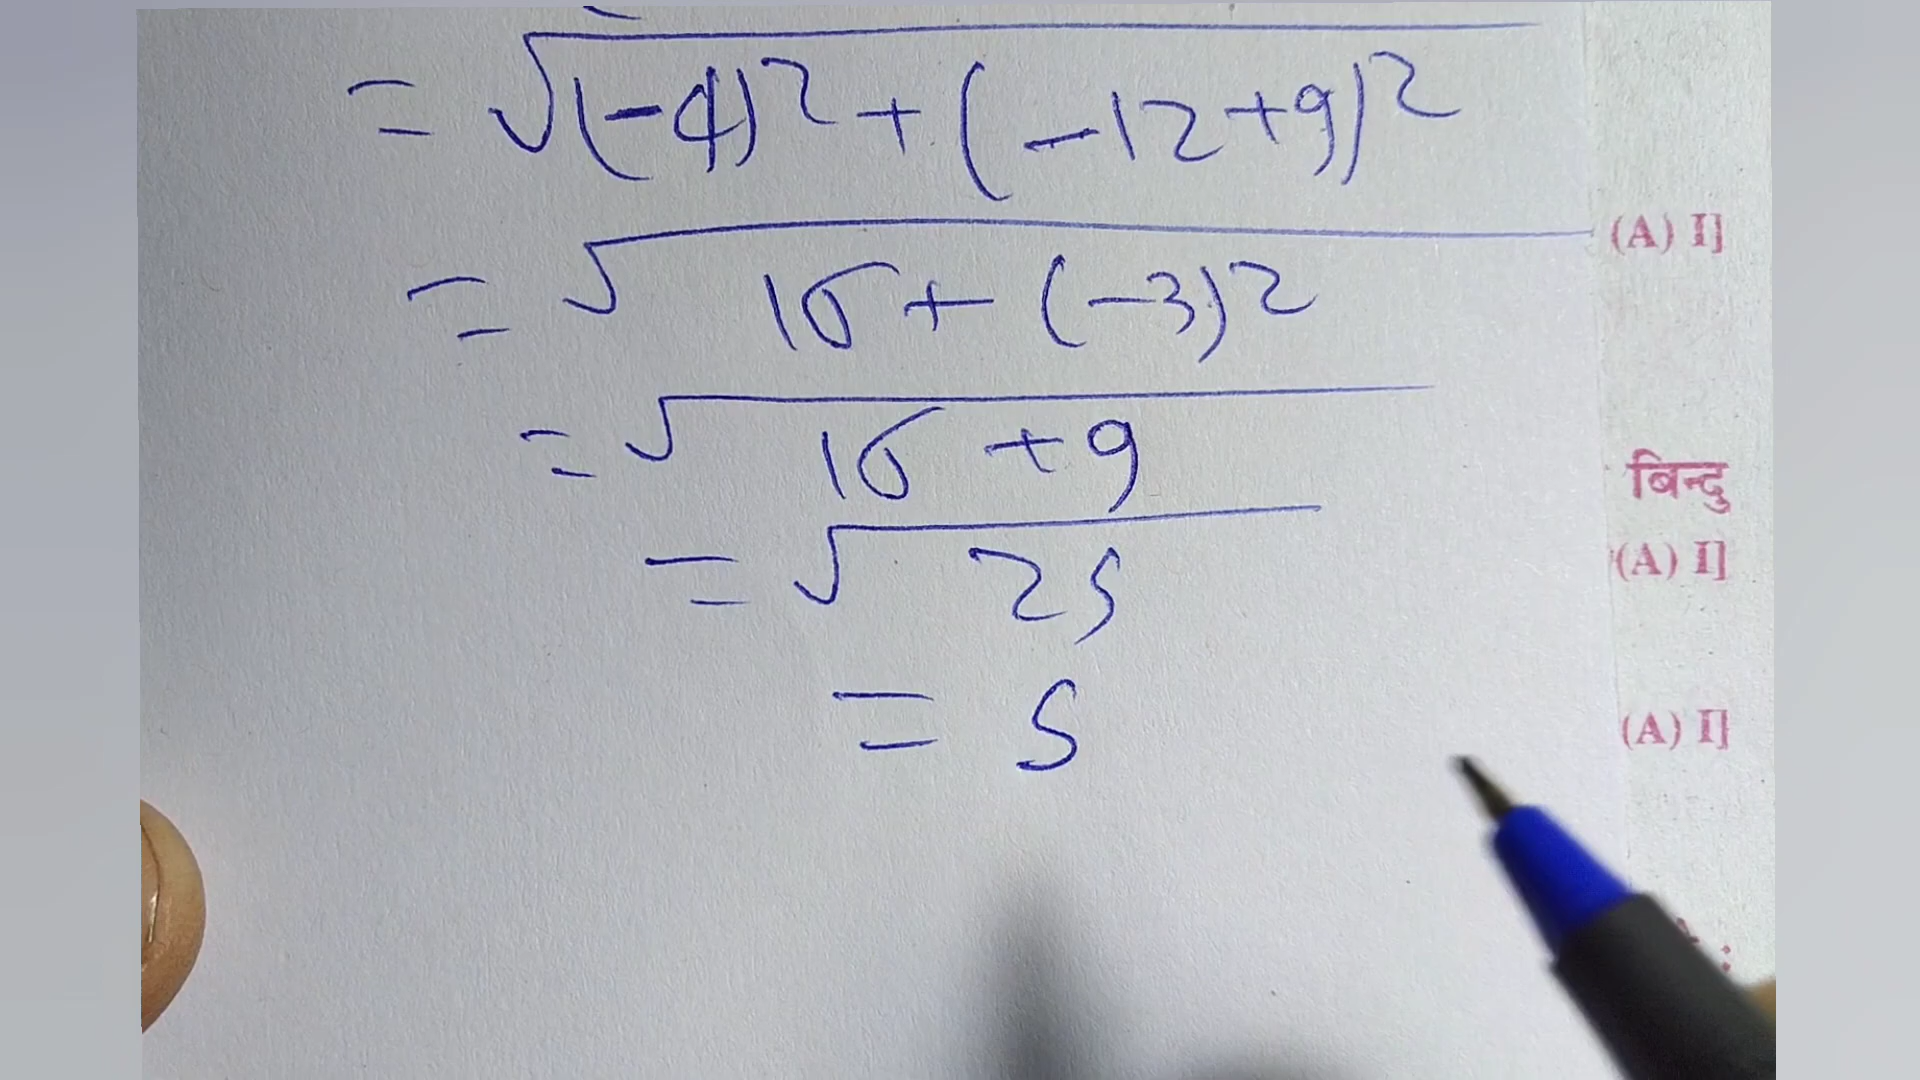 = √(-4)² + (-12+9)²
= √16 + (-3)²
(A) I]
= √16 + 9
बिन्दु
= √25
(A) I]
= 5
(A) I]